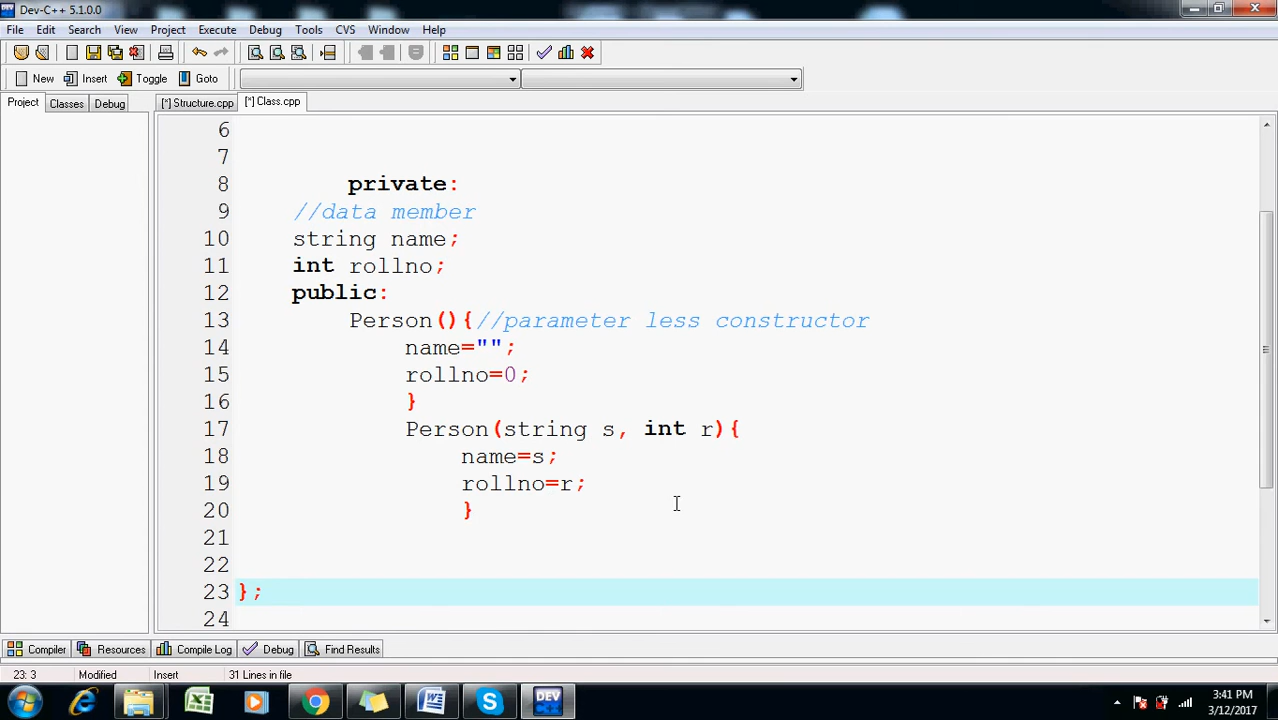 Dev-C++ 5.1.0.0
File Edit Search View Project Execute Debug Tools CVS Window Help
New Insert Toggle Goto
Project Classes Debug [*] Structure.cpp [*] Class.cpp
6
7
8 private:
9 //data member
10 string name;
11 int rollno;
12 public:
13 Person(){//parameter less constructor
14 name="";
15 rollno=0;
16 }
17 Person(string s, int r){
18 name=s;
19 rollno=r;
20 }
21
22
23 };
24
Compiler Resources Compile Log Debug Find Results
23: 3 Modified Insert 31 Lines in file
3:41 PM
3/12/2017